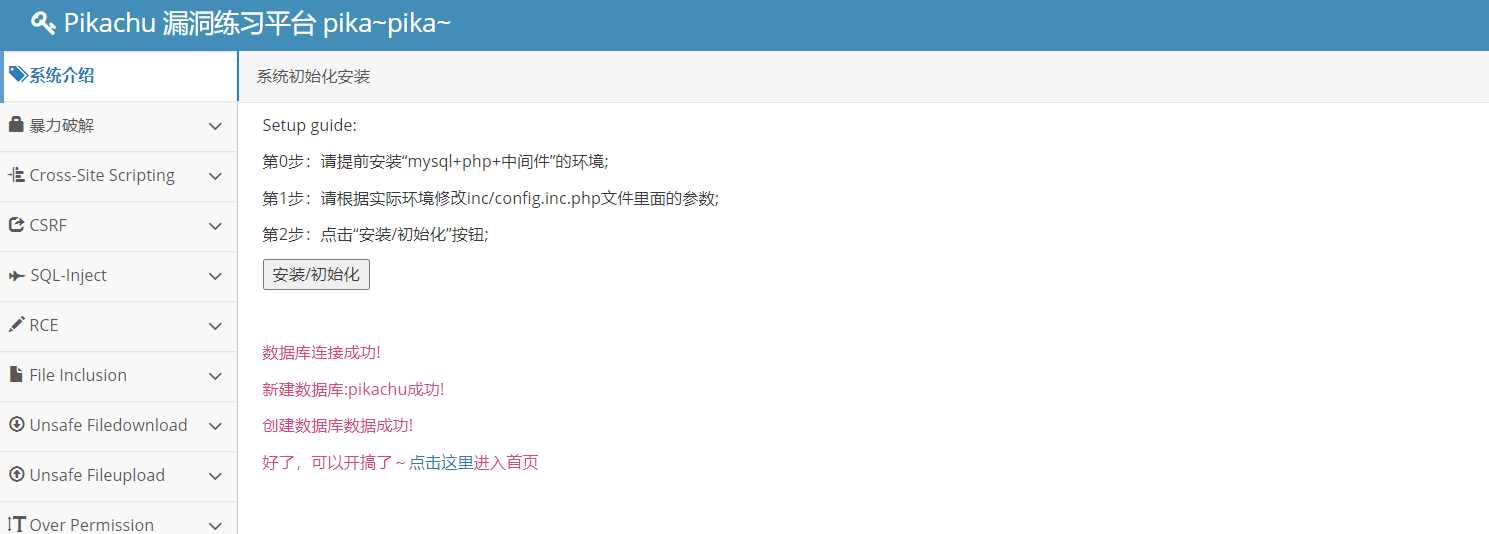 Pikachu 漏洞练习平台 pika~pika~
系统介绍
暴力破解
Cross-Site Scripting
CSRF
SQL-Inject
RCE
File Inclusion
Unsafe Filedownload
Unsafe Fileupload
Over Permission
系统初始化安装
Setup guide:
第0步：请提前安装“mysql+php+中间件”的环境;
第1步：请根据实际环境修改inc/config.inc.php文件里面的参数;
第2步：点击“安装/初始化”按钮;
安装/初始化
数据库连接成功!
新建数据库:pikachu成功!
创建数据库数据成功!
好了，可以开搞了～点击这里进入首页